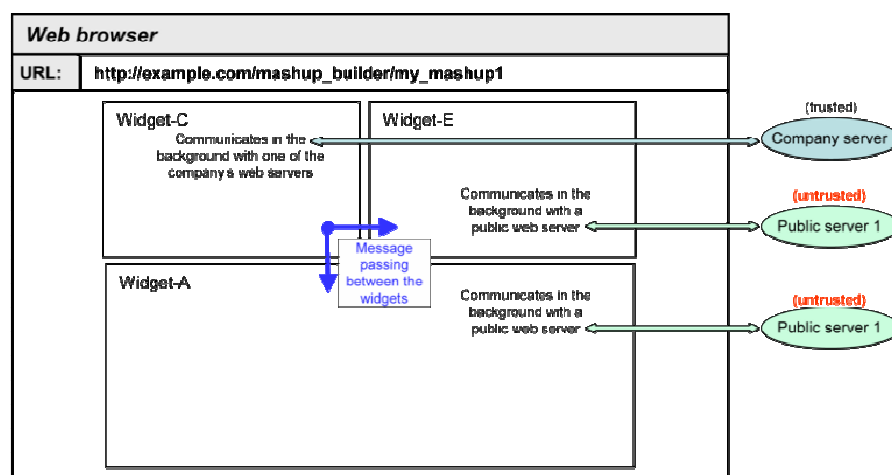 Web browser
URL: http://example.com/mashup_builder/my_mashup1
Widget-C
Communicates in the
background with one of the
company's web servers
Widget-E
Communicates in the
background with a
public web server
(trusted)
Company server
(untrusted)
Public server 1
Message
passing
between the
widgets
Widget-A
Communicates in the
background with a
public web server
(untrusted)
Public server 1